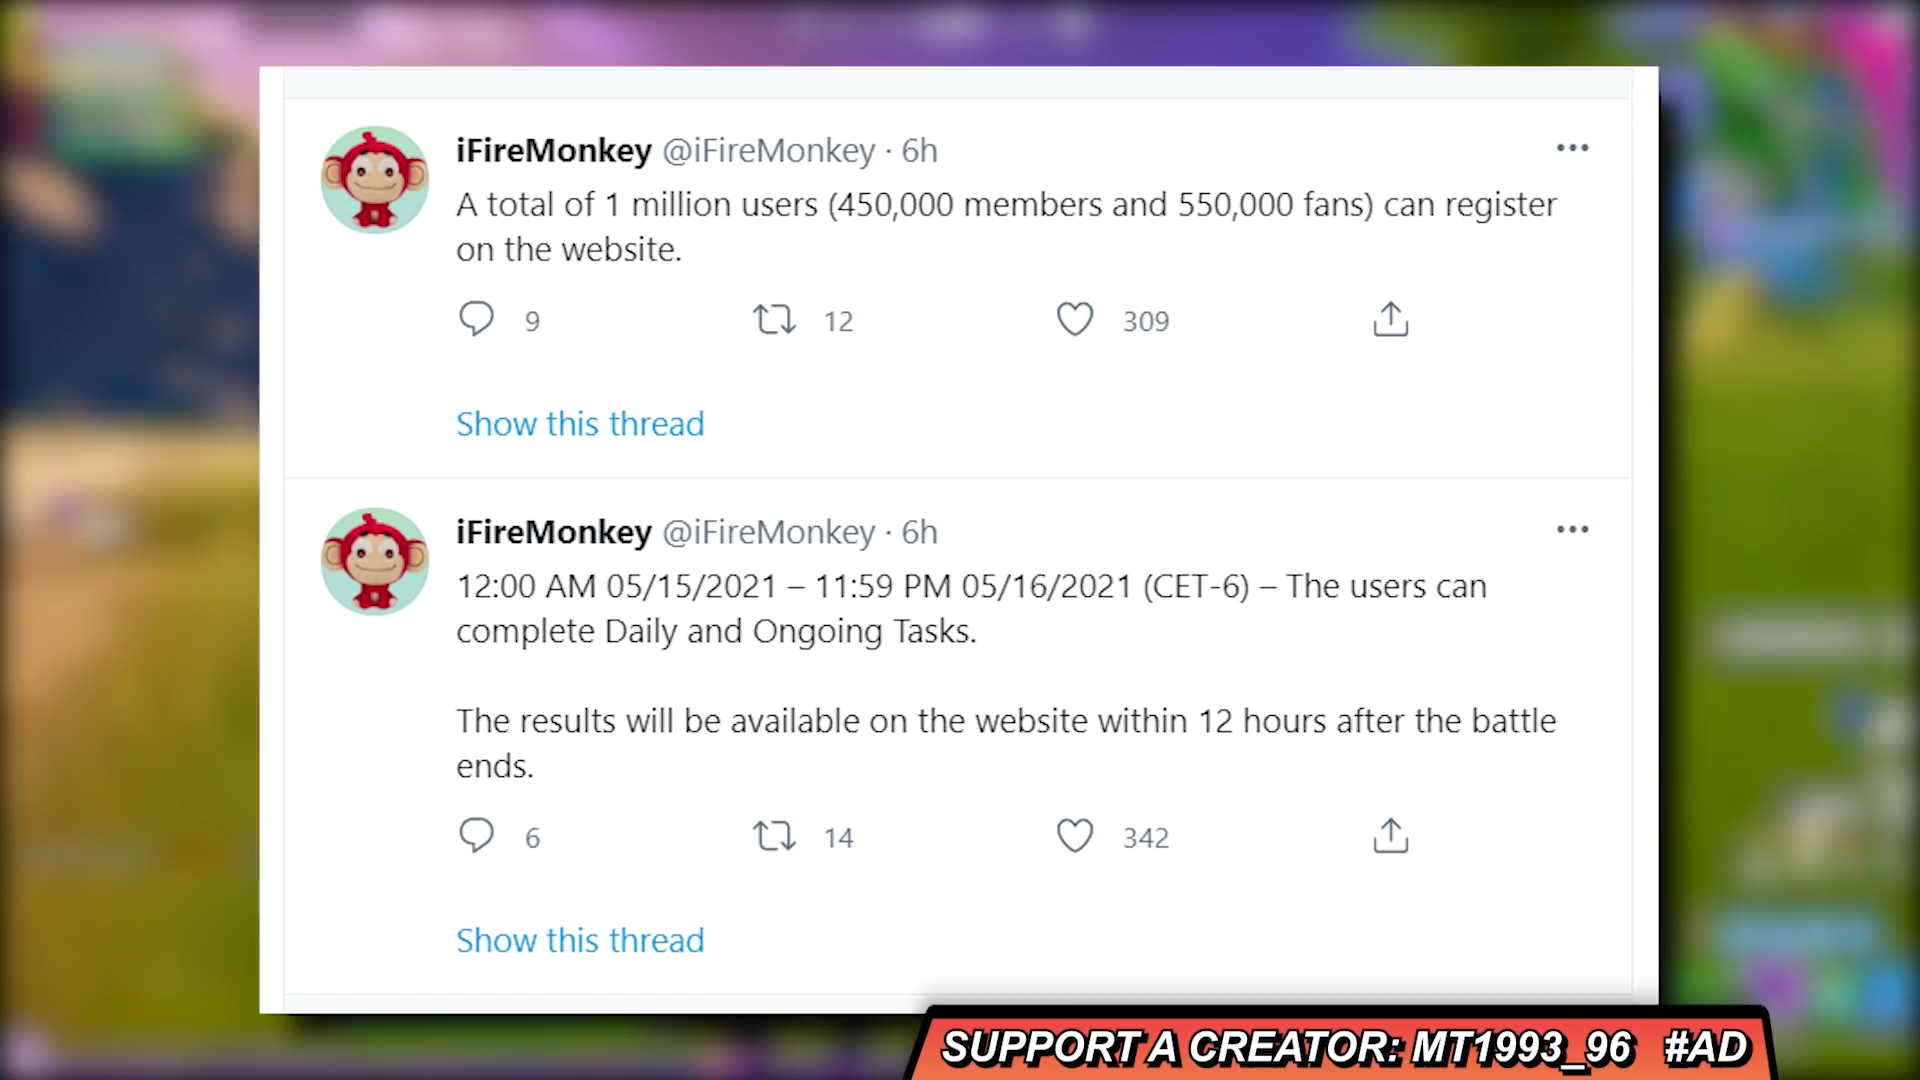 iFireMonkey @iFireMonkey · 6h
A total of 1 million users (450,000 members and 550,000 fans) can register
on the website.
9 12 309
Show this thread
iFireMonkey @iFireMonkey · 6h
12:00 AM 05/15/2021 – 11:59 PM 05/16/2021 (CET-6) – The users can
complete Daily and Ongoing Tasks.
The results will be available on the website within 12 hours after the battle
ends.
6 14 342
Show this thread
SUPPORT A CREATOR: MT1993_96 #AD